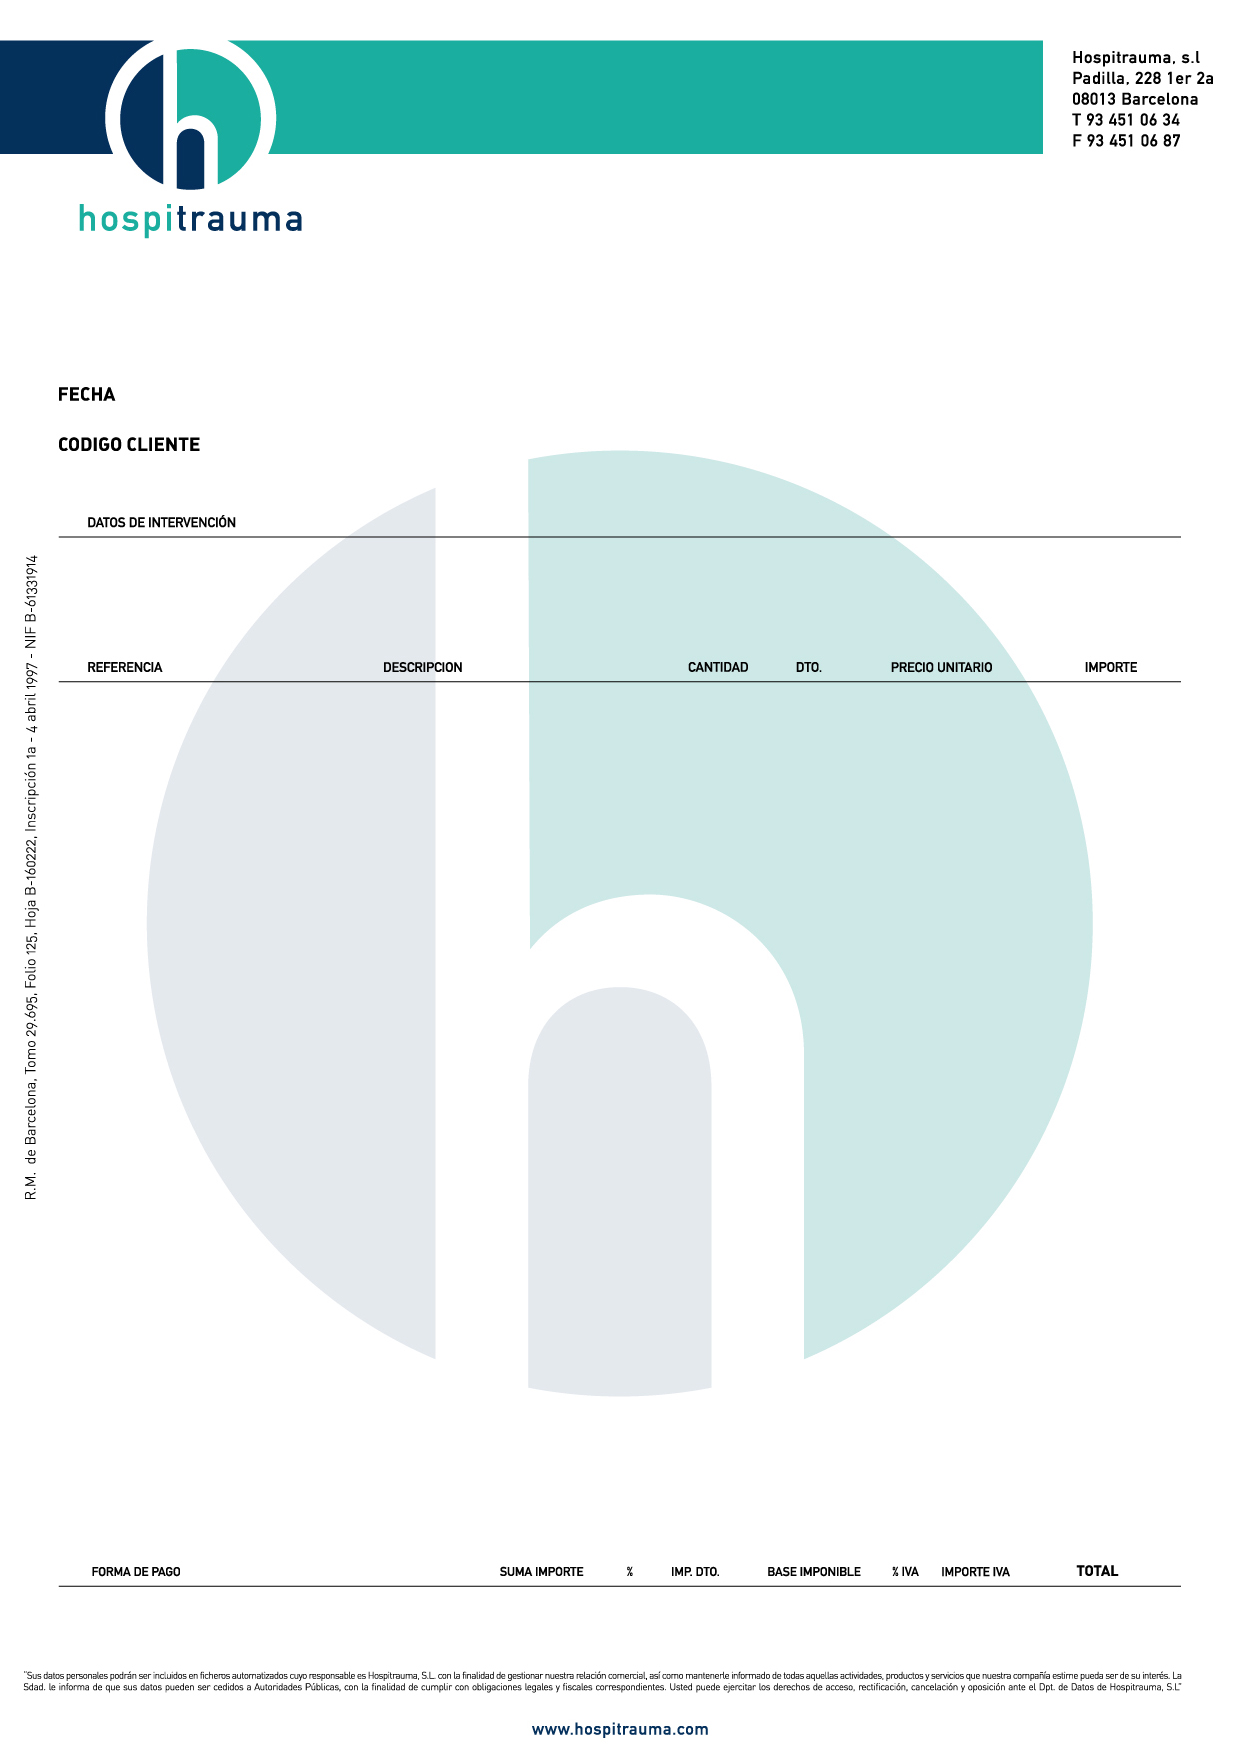 Hospitrauma, s.l
Padilla, 228 1er 2a
08013 Barcelona
T 93 451 06 34
F 93 451 06 87
hospitrauma
FECHA
CODIGO CLIENTE
DATOS DE INTERVENCIÓN
REFERENCIA DESCRIPCION CANTIDAD DTO. PRECIO UNITARIO IMPORTE
R.M. de Barcelona, Tomo 29.695, Folio 125, Hoja B-160222, Inscripción 1a - 4 abril 1997 - NIF B-61331914
FORMA DE PAGO SUMA IMPORTE % IMP. DTO. BASE IMPONIBLE % IVA IMPORTE IVA TOTAL
"Sus datos personales podrán ser incluidos en ficheros automatizados cuyo responsable es Hospitrauma, S.L. con la finalidad de gestionar nuestra relación comercial, así como mantenerle informado de todas aquellas actividades, productos y servicios que nuestra compañía estime pueda ser de su interés. La
Sdad. le informa de que sus datos pueden ser cedidos a Autoridades Públicas, con la finalidad de cumplir con obligaciones legales y fiscales correspondientes. Usted puede ejercitar los derechos de acceso, rectificación, cancelación y oposición ante el Dpt. de Datos de Hospitrauma, S.L"
www.hospitrauma.com